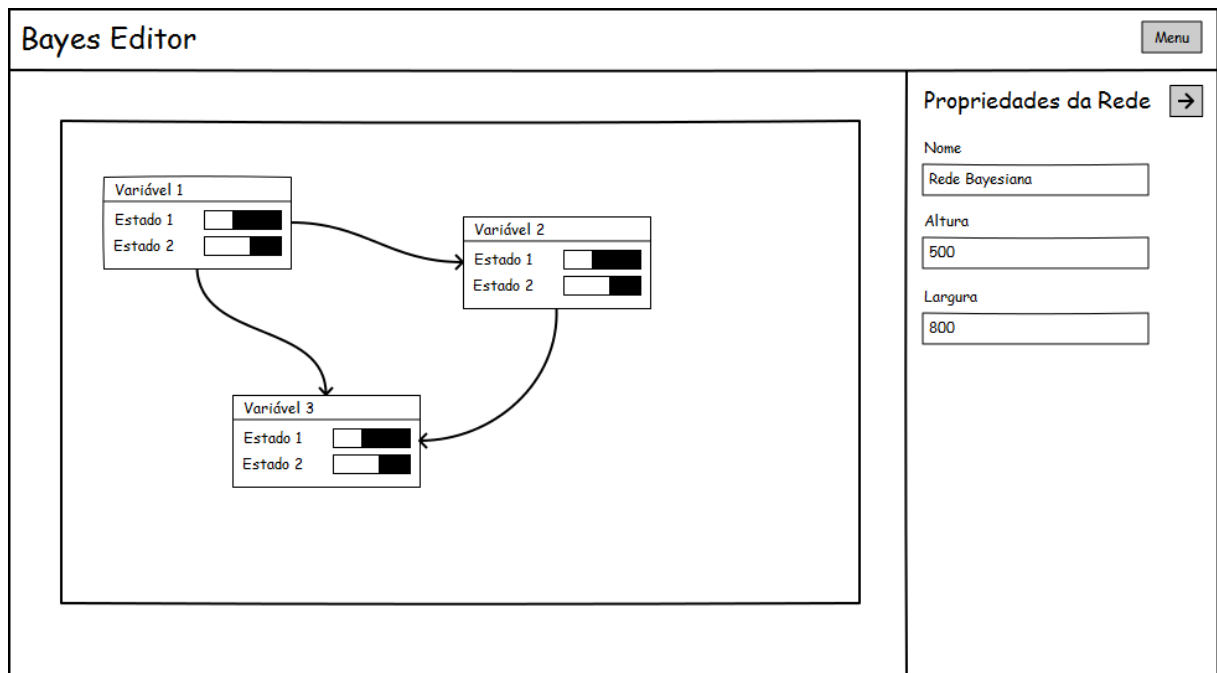 Bayes Editor
Menu
Variável 1
Estado 1
Estado 2
Variável 2
Estado 1
Estado 2
Variável 3
Estado 1
Estado 2
Propriedades da Rede
Nome
Rede Bayesiana
Altura
500
Largura
800